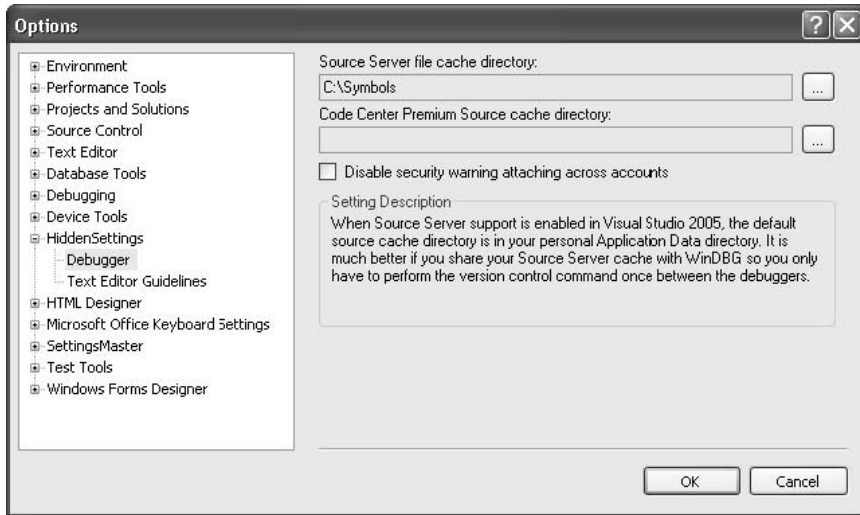 Options
Environment
Performance Tools
Projects and Solutions
Source Control
Text Editor
Database Tools
Debugging
Device Tools
HiddenSettings
Debugger
Text Editor Guidelines
HTML Designer
Microsoft Office Keyboard Settings
SettingsMaster
Test Tools
Windows Forms Designer
Source Server file cache directory:
C:\Symbols
...
Code Center Premium Source cache directory:
...
Disable security warning attaching across accounts
Setting Description
When Source Server support is enabled in Visual Studio 2005, the default
source cache directory is in your personal Application Data directory. It is
much better if you share your Source Server cache with WinDBG so you only
have to perform the version control command once between the debuggers.
OK
Cancel